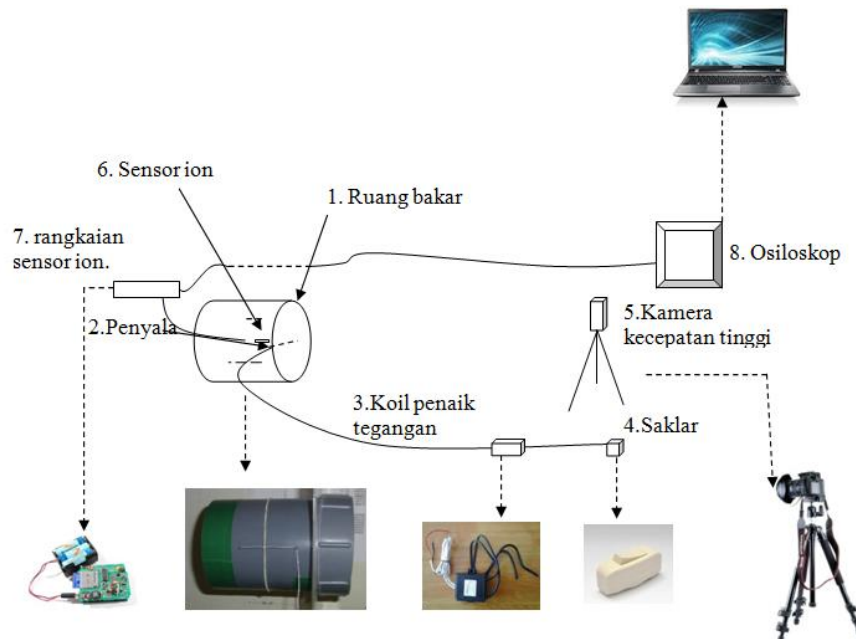 6. Sensor ion
1. Ruang bakar
7. rangkaian
sensor ion.
8. Osiloskop
2.Penyala
5.Kamera
kecepatan tinggi
3.Koil penaik
tegangan
4.Saklar